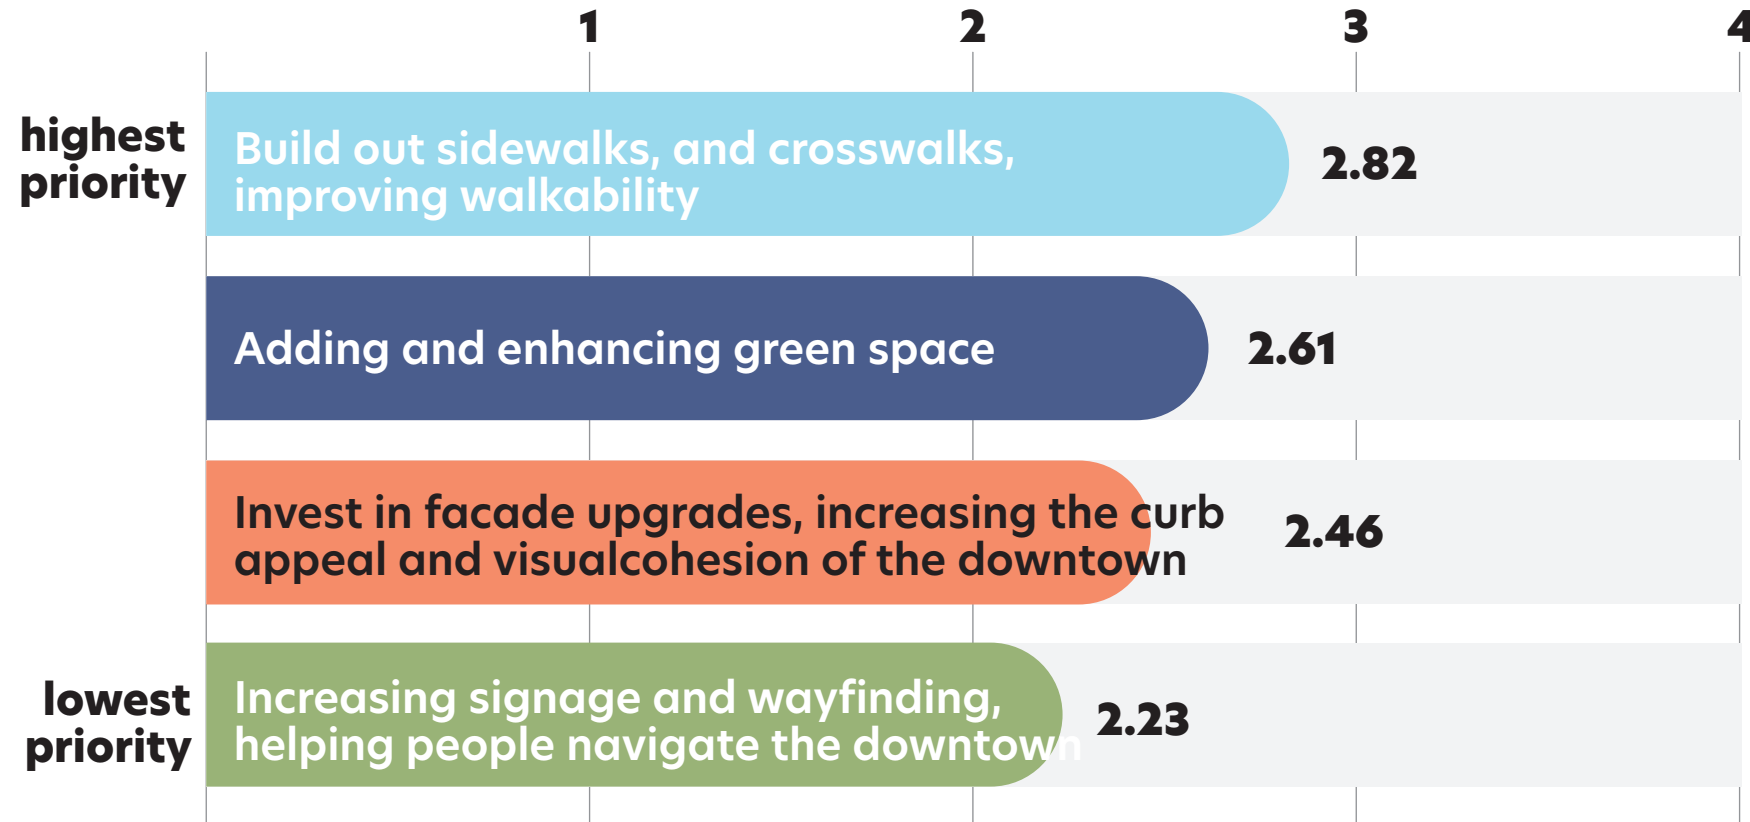 1 2 3 4
highest
priority
Build out sidewalks, and crosswalks,
improving walkability
2.82
Adding and enhancing green space
2.61
Invest in facade upgrades, increasing the curb
appeal and visualcohesion of the downtown
2.46
lowest
priority
Increasing signage and wayfinding,
helping people navigate the downtown
2.23